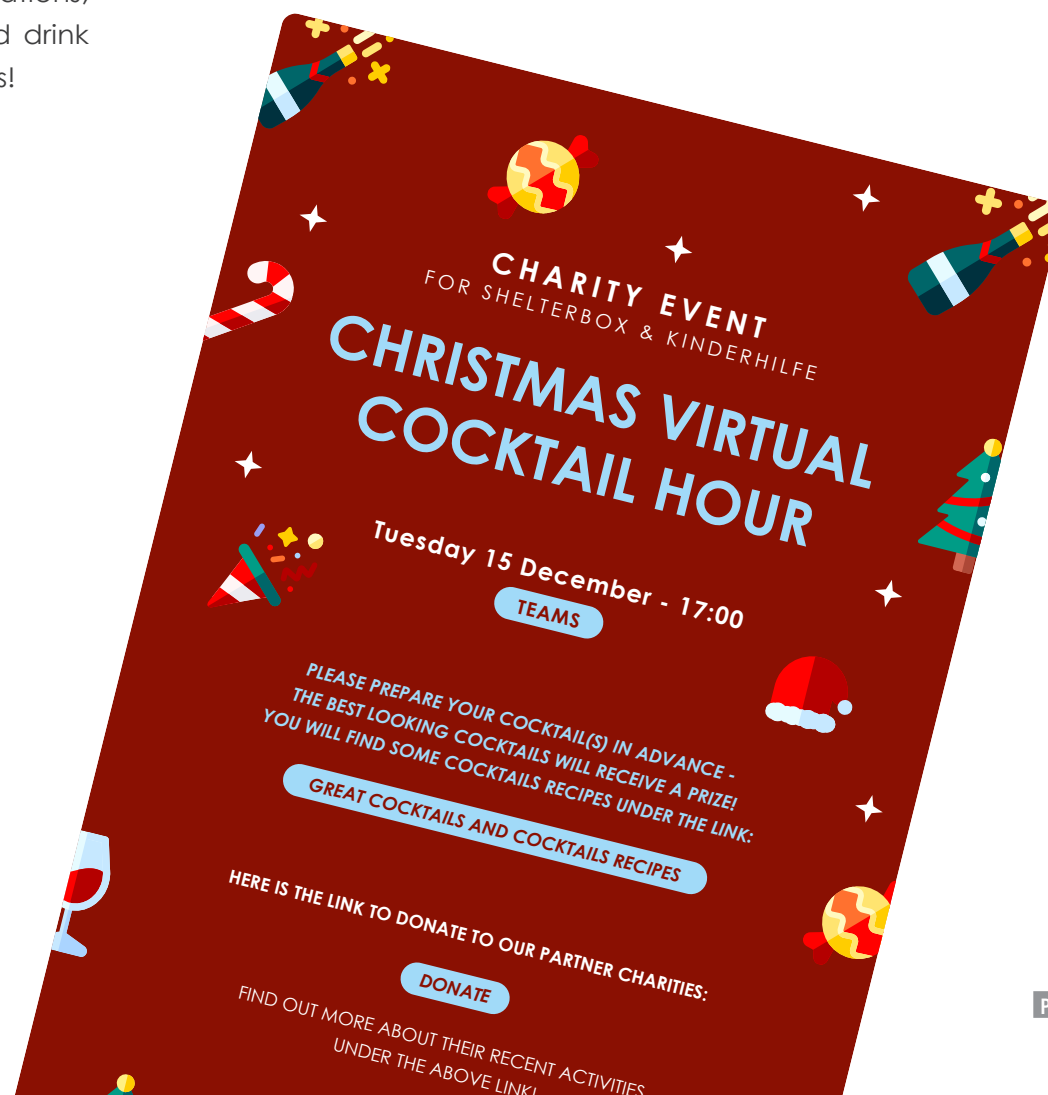 d drink
s!
CHARITY EVENT
FOR SHELTERBOX & KINDERHILFE
CHRISTMAS VIRTUAL
COCKTAIL HOUR
Tuesday 15 December - 17:00
TEAMS
PLEASE PREPARE YOUR COCKTAIL(S) IN ADVANCE -
THE BEST LOOKING COCKTAILS WILL RECEIVE A PRIZE!
YOU WILL FIND SOME COCKTAILS RECIPES UNDER THE LINK:
GREAT COCKTAILS AND COCKTAILS RECIPES
HERE IS THE LINK TO DONATE TO OUR PARTNER CHARITIES:
DONATE
FIND OUT MORE ABOUT THEIR RECENT ACTIVITIES
UNDER THE ABOVE LINK!
P